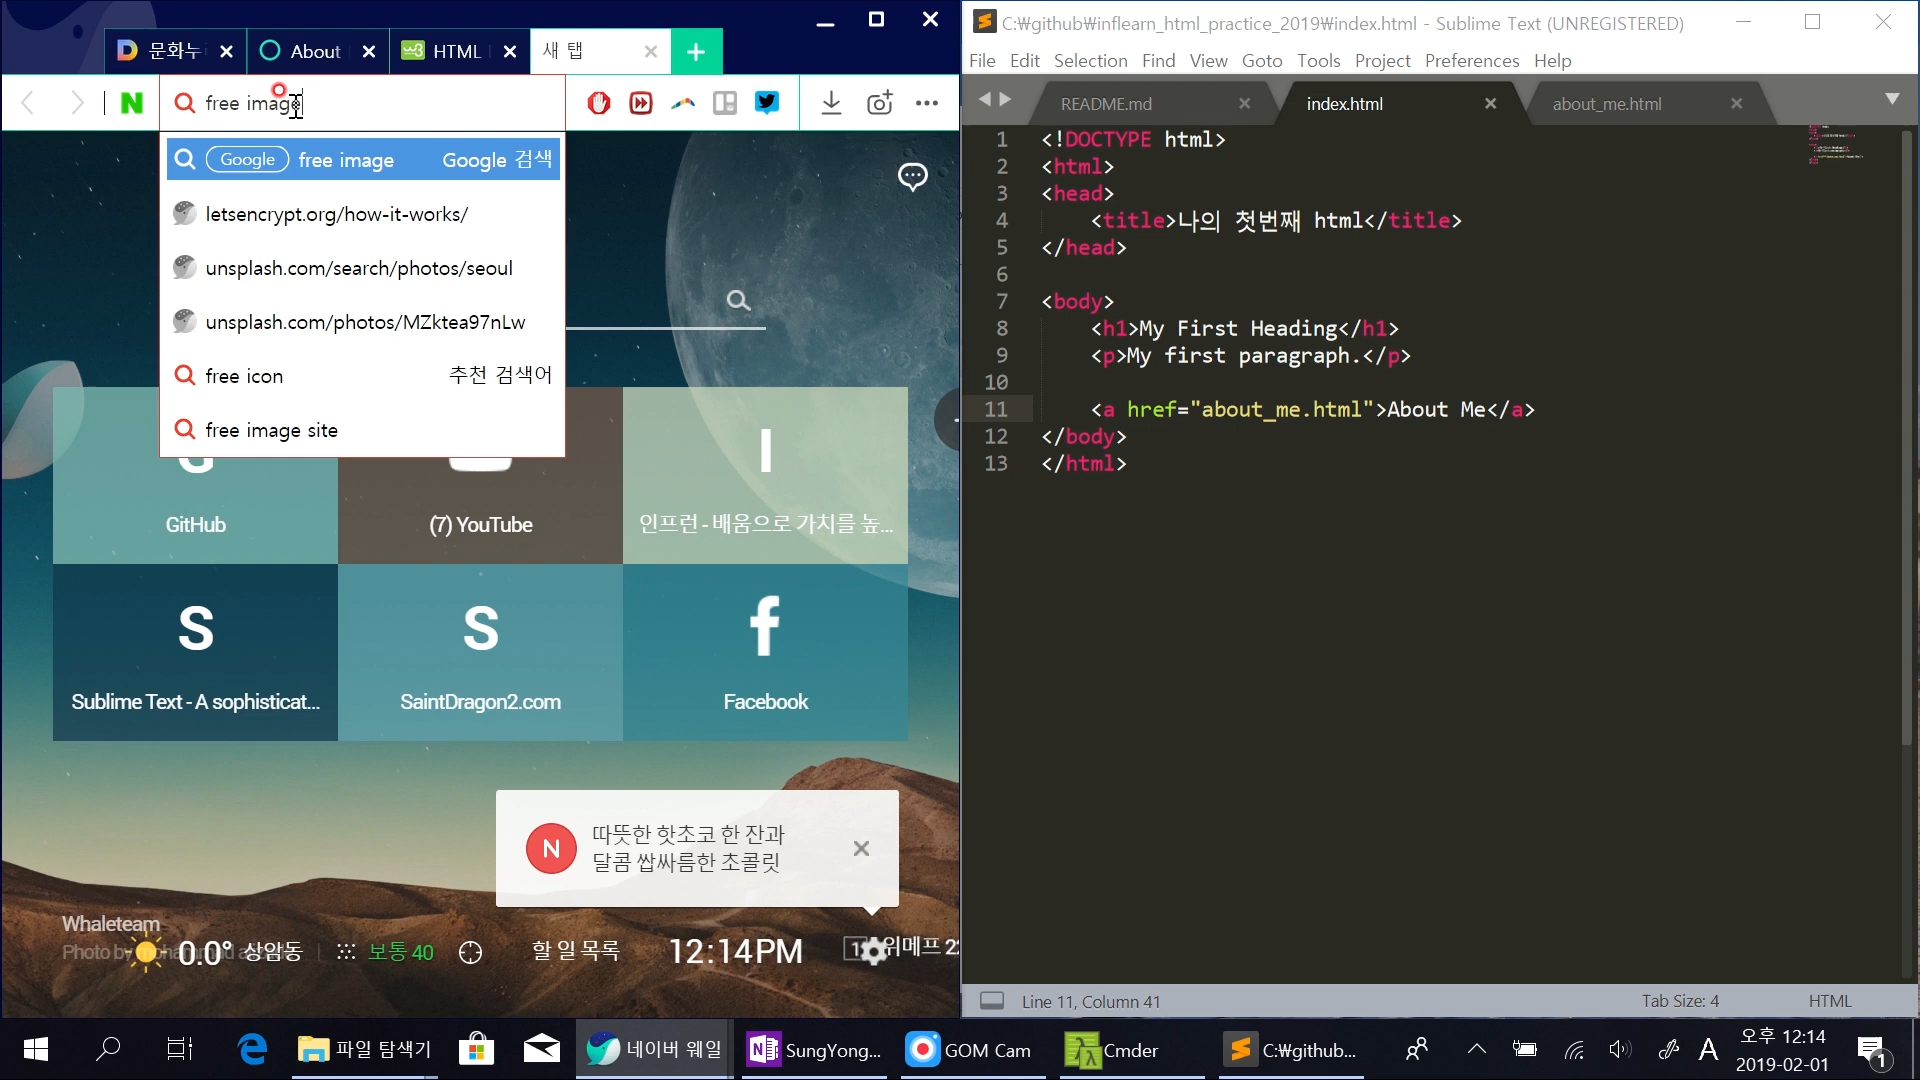 문화누
About
HTML
새 탭
free image
Google free image Google 검색
letsencrypt.org/how-it-works/
unsplash.com/search/photos/seoul
unsplash.com/photos/MZktea97nLw
free icon 추천 검색어
free image site
GitHub
(7) YouTube
인프런 - 배움으로 가치를 높...
S
S
Sublime Text - A sophisticat...
SaintDragon2.com
Facebook
N
따뜻한 핫초코 한 잔과
달콤 쌉싸름한 초콜릿
Whaleteam
Photo by
0.0° 상암동
보통 40
할 일 목록
12:14PM
위메프
C:₩github₩inflearn_html_practice_2019₩index.html - Sublime Text (UNREGISTERED)
File Edit Selection Find View Goto Tools Project Preferences Help
README.md
index.html
about_me.html
1 <!DOCTYPE html>
2 <html>
3 <head>
4 <title>나의 첫번째 html</title>
5 </head>
6
7 <body>
8 <h1>My First Heading</h1>
9 <p>My first paragraph.</p>
10
11 <a href="about_me.html">About Me</a>
12 </body>
13 </html>
Line 11, Column 41
Tab Size: 4
HTML
파일 탐색기
네이버 웨일
SungYong...
GOM Cam
Cmder
C:₩github...
A
오후 12:14
2019-02-01
1